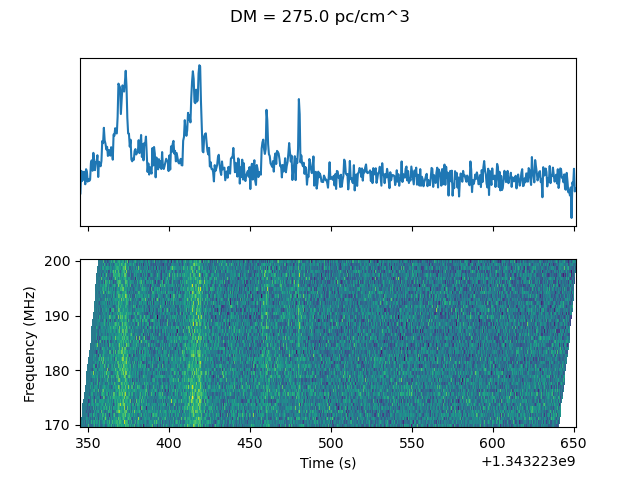 DM = 275.0 pc/cm^3
200
190
180
170
Frequency (MHz)
350 400 450 500 550 600 650
Time (s)
+1.343223e9